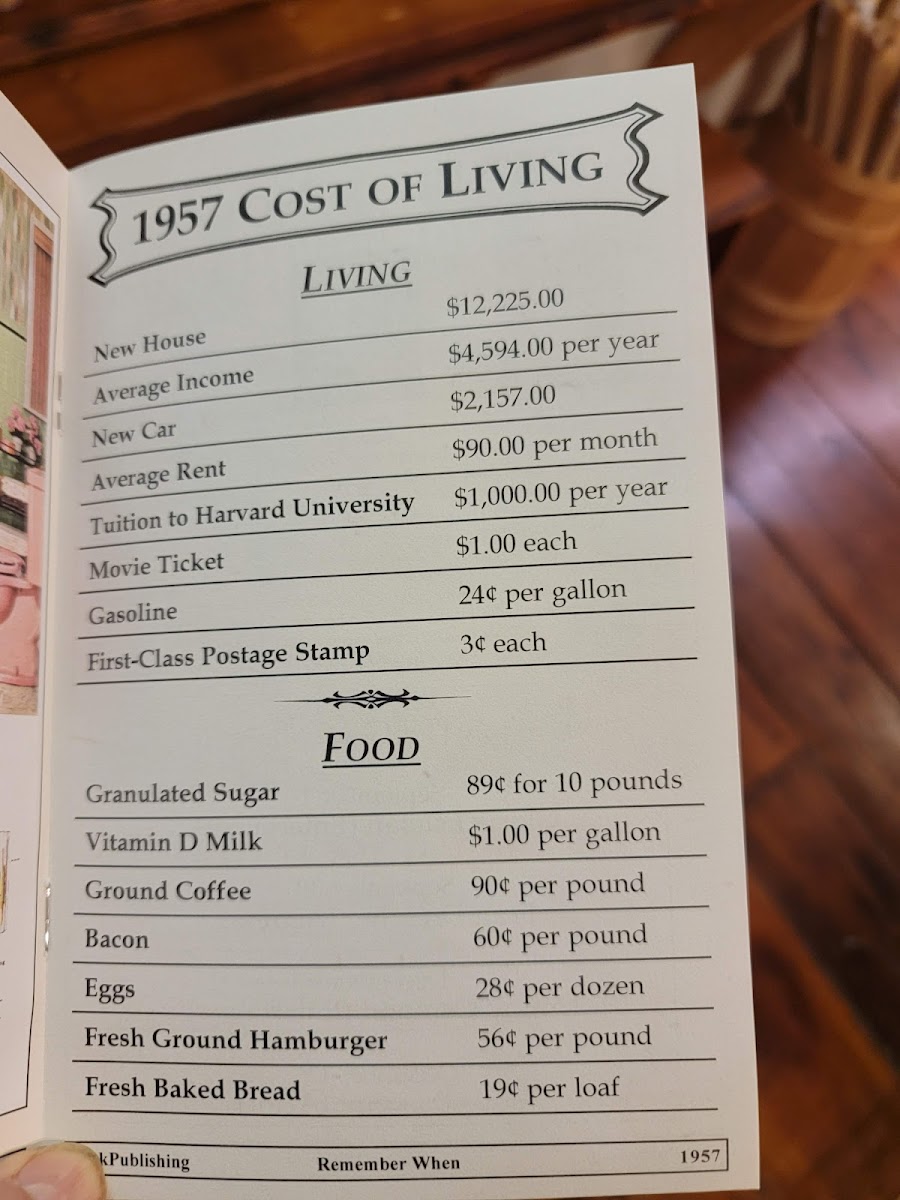 1957 COST OF LIVING
LIVING
New House $12,225.00
Average Income $4,594.00 per year
New Car $2,157.00
Average Rent $90.00 per month
Tuition to Harvard University $1,000.00 per year
Movie Ticket $1.00 each
Gasoline 24¢ per gallon
First-Class Postage Stamp 3¢ each
FOOD
Granulated Sugar 89¢ for 10 pounds
Vitamin D Milk $1.00 per gallon
Ground Coffee 90¢ per pound
Bacon 60¢ per pound
Eggs 28¢ per dozen
Fresh Ground Hamburger 56¢ per pound
Fresh Baked Bread 19¢ per loaf
kPublishing Remember When 1957